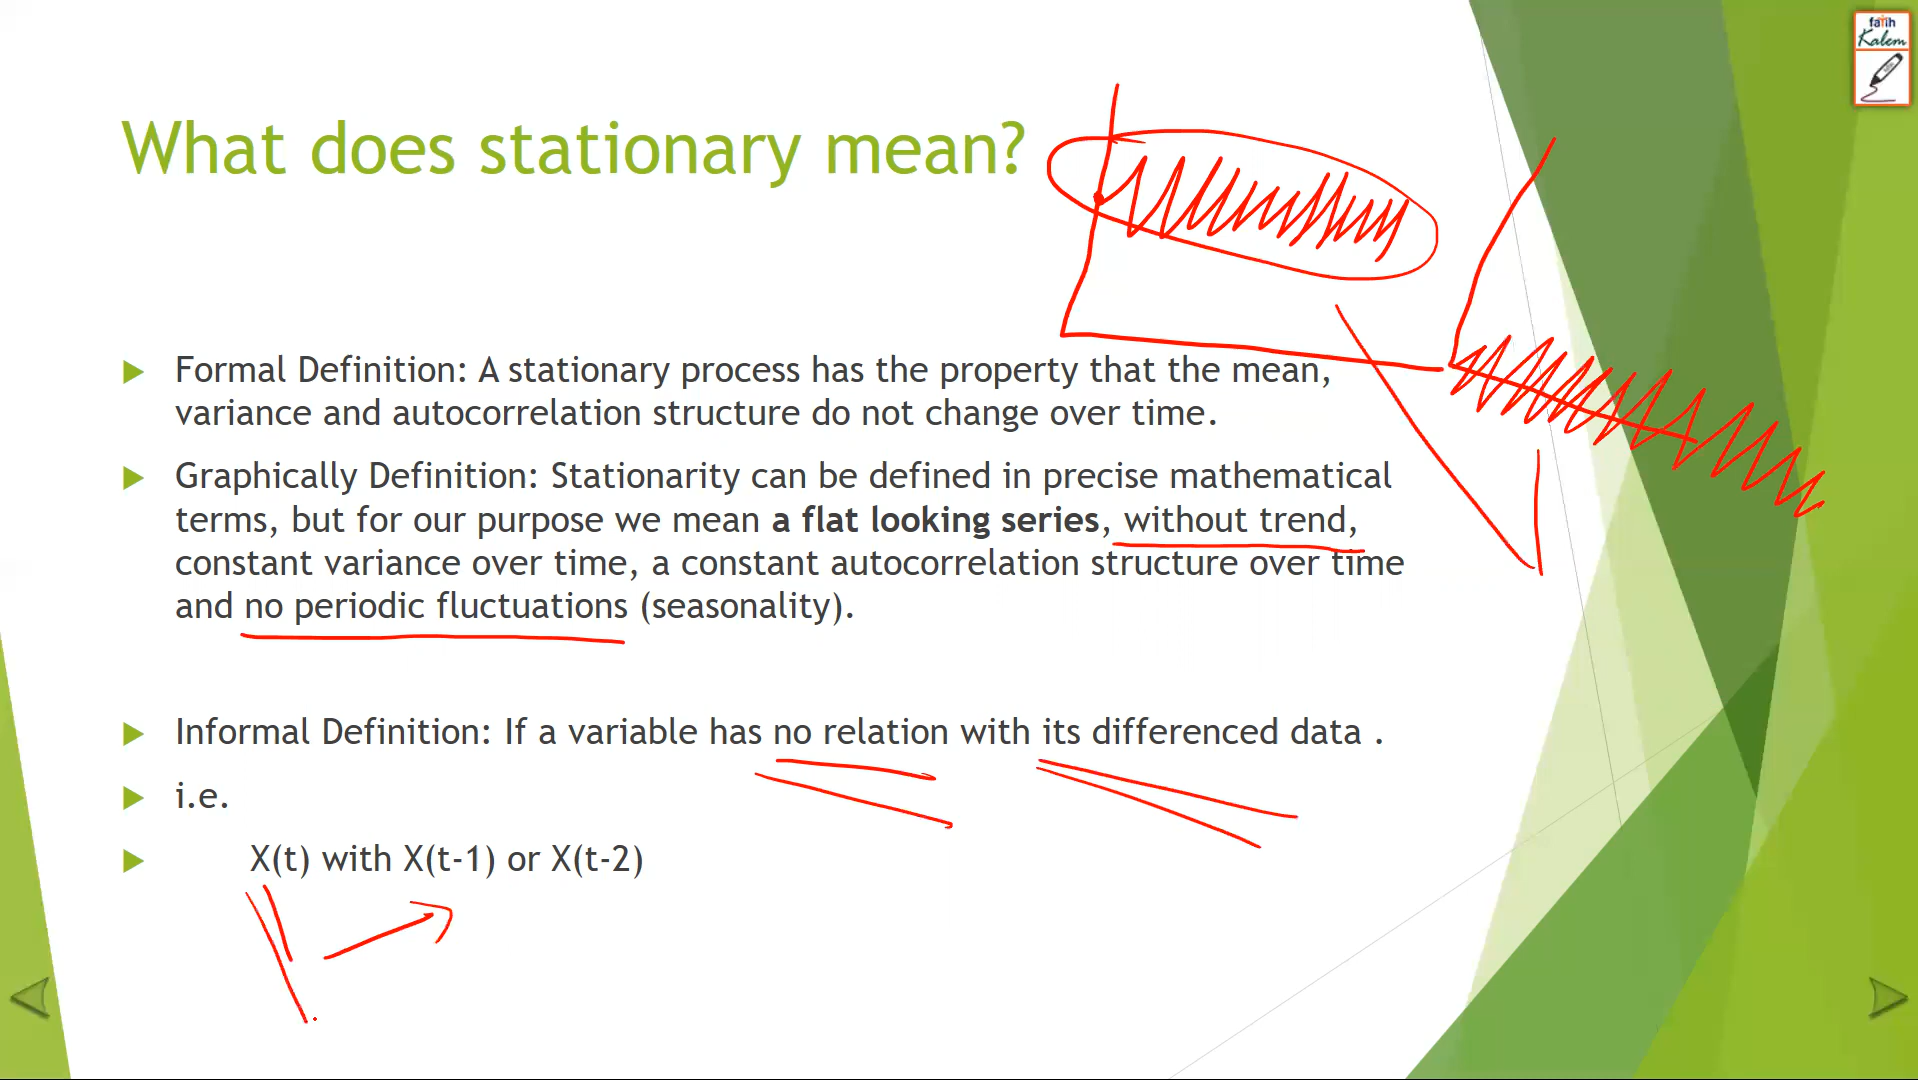 What does stationary mean?
Formal Definition: A stationary process has the property that the mean,
variance and autocorrelation structure do not change over time.
Graphically Definition: Stationarity can be defined in precise mathematical
terms, but for our purpose we mean a flat looking series, without trend,
constant variance over time, a constant autocorrelation structure over time
and no periodic fluctuations (seasonality).
Informal Definition: If a variable has no relation with its differenced data .
i.e.
X(t) with X(t-1) or X(t-2)
fatih
Kalem